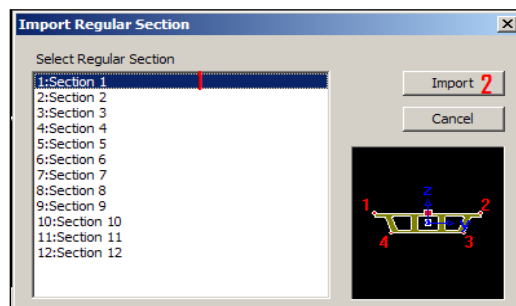 Import Regular Section
Select Regular Section
1:Section 1
2:Section 2
3:Section 3
4:Section 4
5:Section 5
6:Section 6
7:Section 7
8:Section 8
9:Section 9
10:Section 10
11:Section 11
12:Section 12
1
Import 2
Cancel
z
1 2
4 3